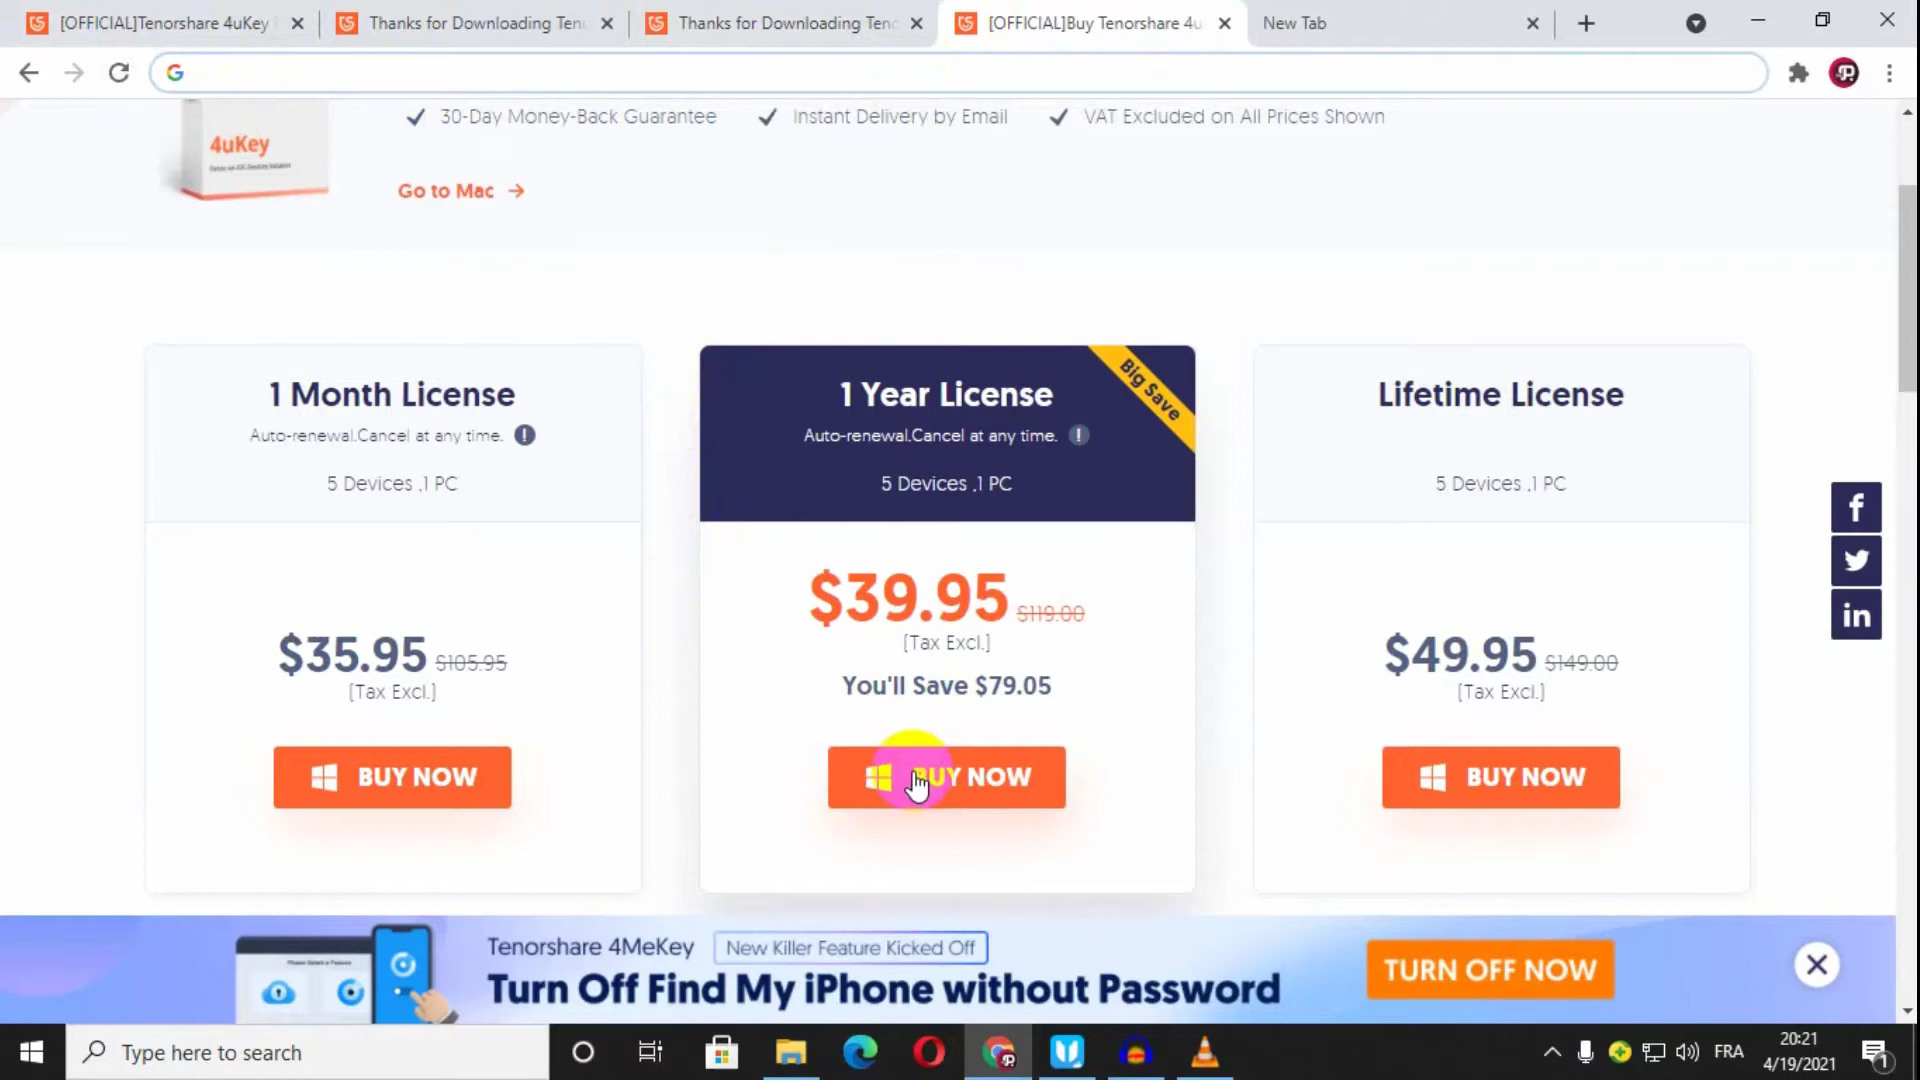 [OFFICIAL]Tenorshare 4uKey
Thanks for Downloading Ten
Thanks for Downloading Ten
[OFFICIAL]Buy Tenorshare 4u
New Tab
4uKey
30-Day Money-Back Guarantee
Instant Delivery by Email
VAT Excluded on All Prices Shown
Go to Mac
1 Month License
Auto-renewal.Cancel at any time. !
5 Devices ,1 PC
$35.95 $105.95
[Tax Excl.]
BUY NOW
Big Save
1 Year License
Auto-renewal.Cancel at any time. !
5 Devices ,1 PC
$39.95 $119.00
[Tax Excl.]
You'll Save $79.05
BUY NOW
Lifetime License
5 Devices ,1 PC
$49.95 $149.00
[Tax Excl.]
BUY NOW
Tenorshare 4MeKey New Killer Feature Kicked Off
Turn Off Find My iPhone without Password
TURN OFF NOW
Type here to search
FRA
20:21
4/19/2021
1